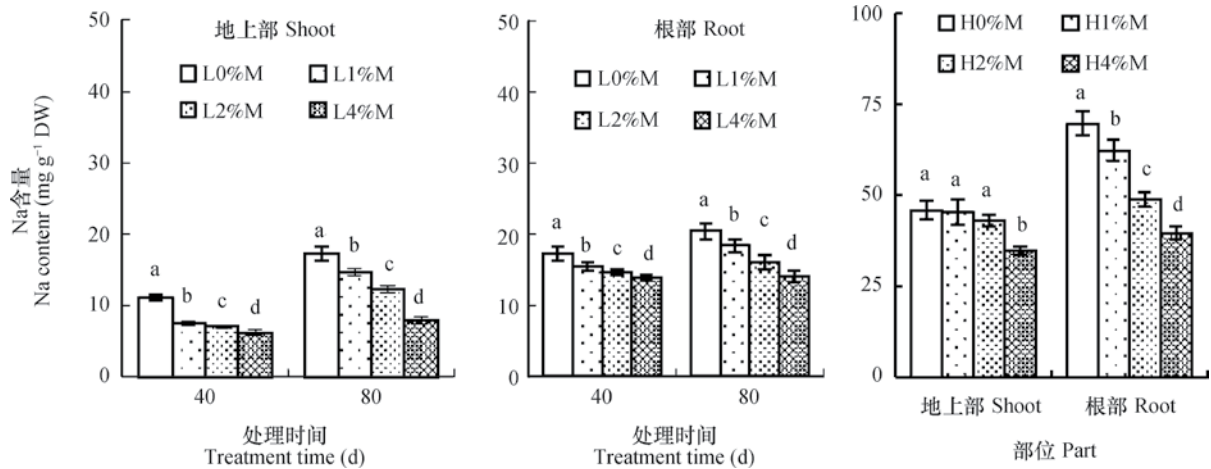 Na含量
Na contenr (mg g⁻¹ DW)
50
40
30
20
10
0
地上部 Shoot
L0%M L1%M
L2%M L4%M
a
b
c
d
a
b
c
d
40 80
处理时间
Treatment time (d)
50
40
30
20
10
0
根部 Root
L0%M L1%M
L2%M L4%M
a
b
c
d
a
b
c
d
40 80
处理时间
Treatment time (d)
100
75
50
25
0
H0%M H1%M
H2%M H4%M
a
a
a
b
a
b
c
d
地上部 Shoot 根部 Root
部位 Part